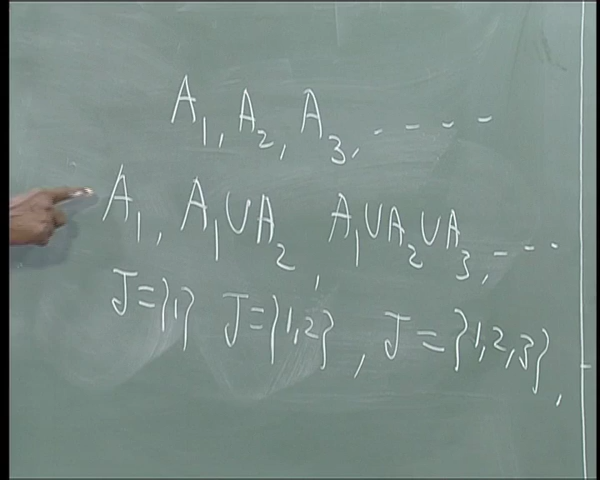 A₁, A₂, A₃, - - - -
A₁, A₁∪A₂, A₁∪A₂∪A₃, - - -
J={1} J={1,2}, J={1,2,3},